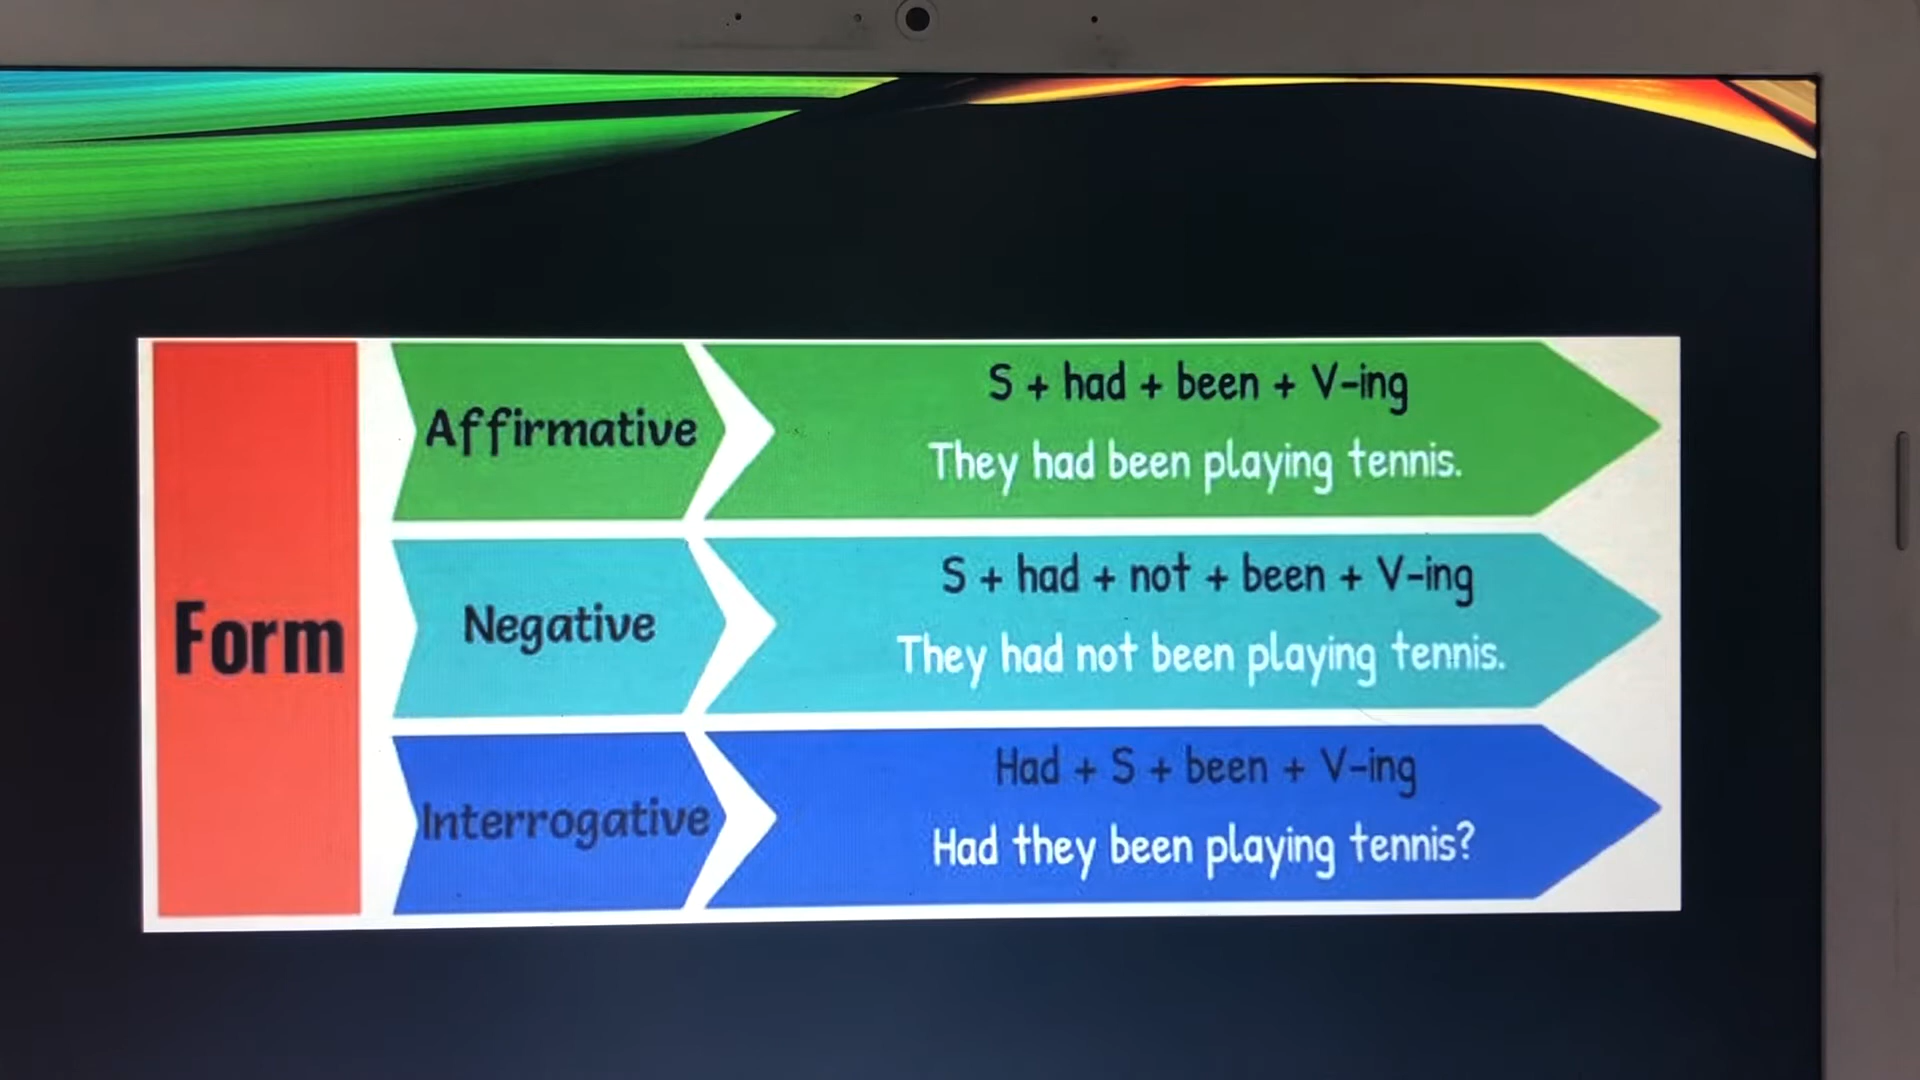 Form
Affirmative
S + had + been + V-ing
They had been playing tennis.
Negative
S + had + not + been + V-ing
They had not been playing tennis.
Interrogative
Had + S + been + V-ing
Had they been playing tennis?